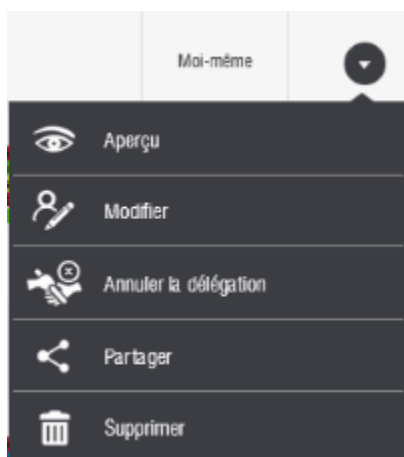 Moi-même
Aperçu
Modifier
Annuler la délégation
Partager
Supprimer